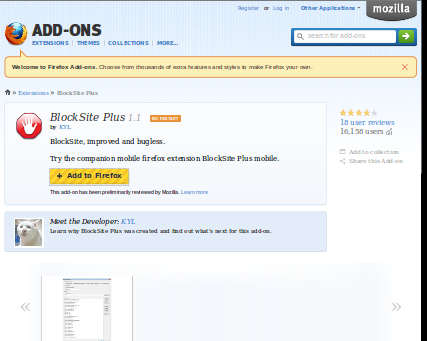 Register or Log in Other Applications mozilla
ADD-ONS
EXTENSIONS | THEMES | COLLECTIONS | MORE...
search for add-ons
Welcome to Firefox Add-ons. Choose from thousands of extra features and styles to make Firefox your own.
» Extensions » BlockSite Plus
BlockSite Plus 1.1 NO RESTART
by KYL
BlockSite, improved and bugless.
Try the companion mobile firefox extension BlockSite Plus mobile.
+ Add to Firefox
This add-on has been preliminarily reviewed by Mozilla. Learn more
18 user reviews
16,158 users
Add to collection
Share this Add-on
Meet the Developer: KYL
Learn why BlockSite Plus was created and find out what's next for this add-on.
« »